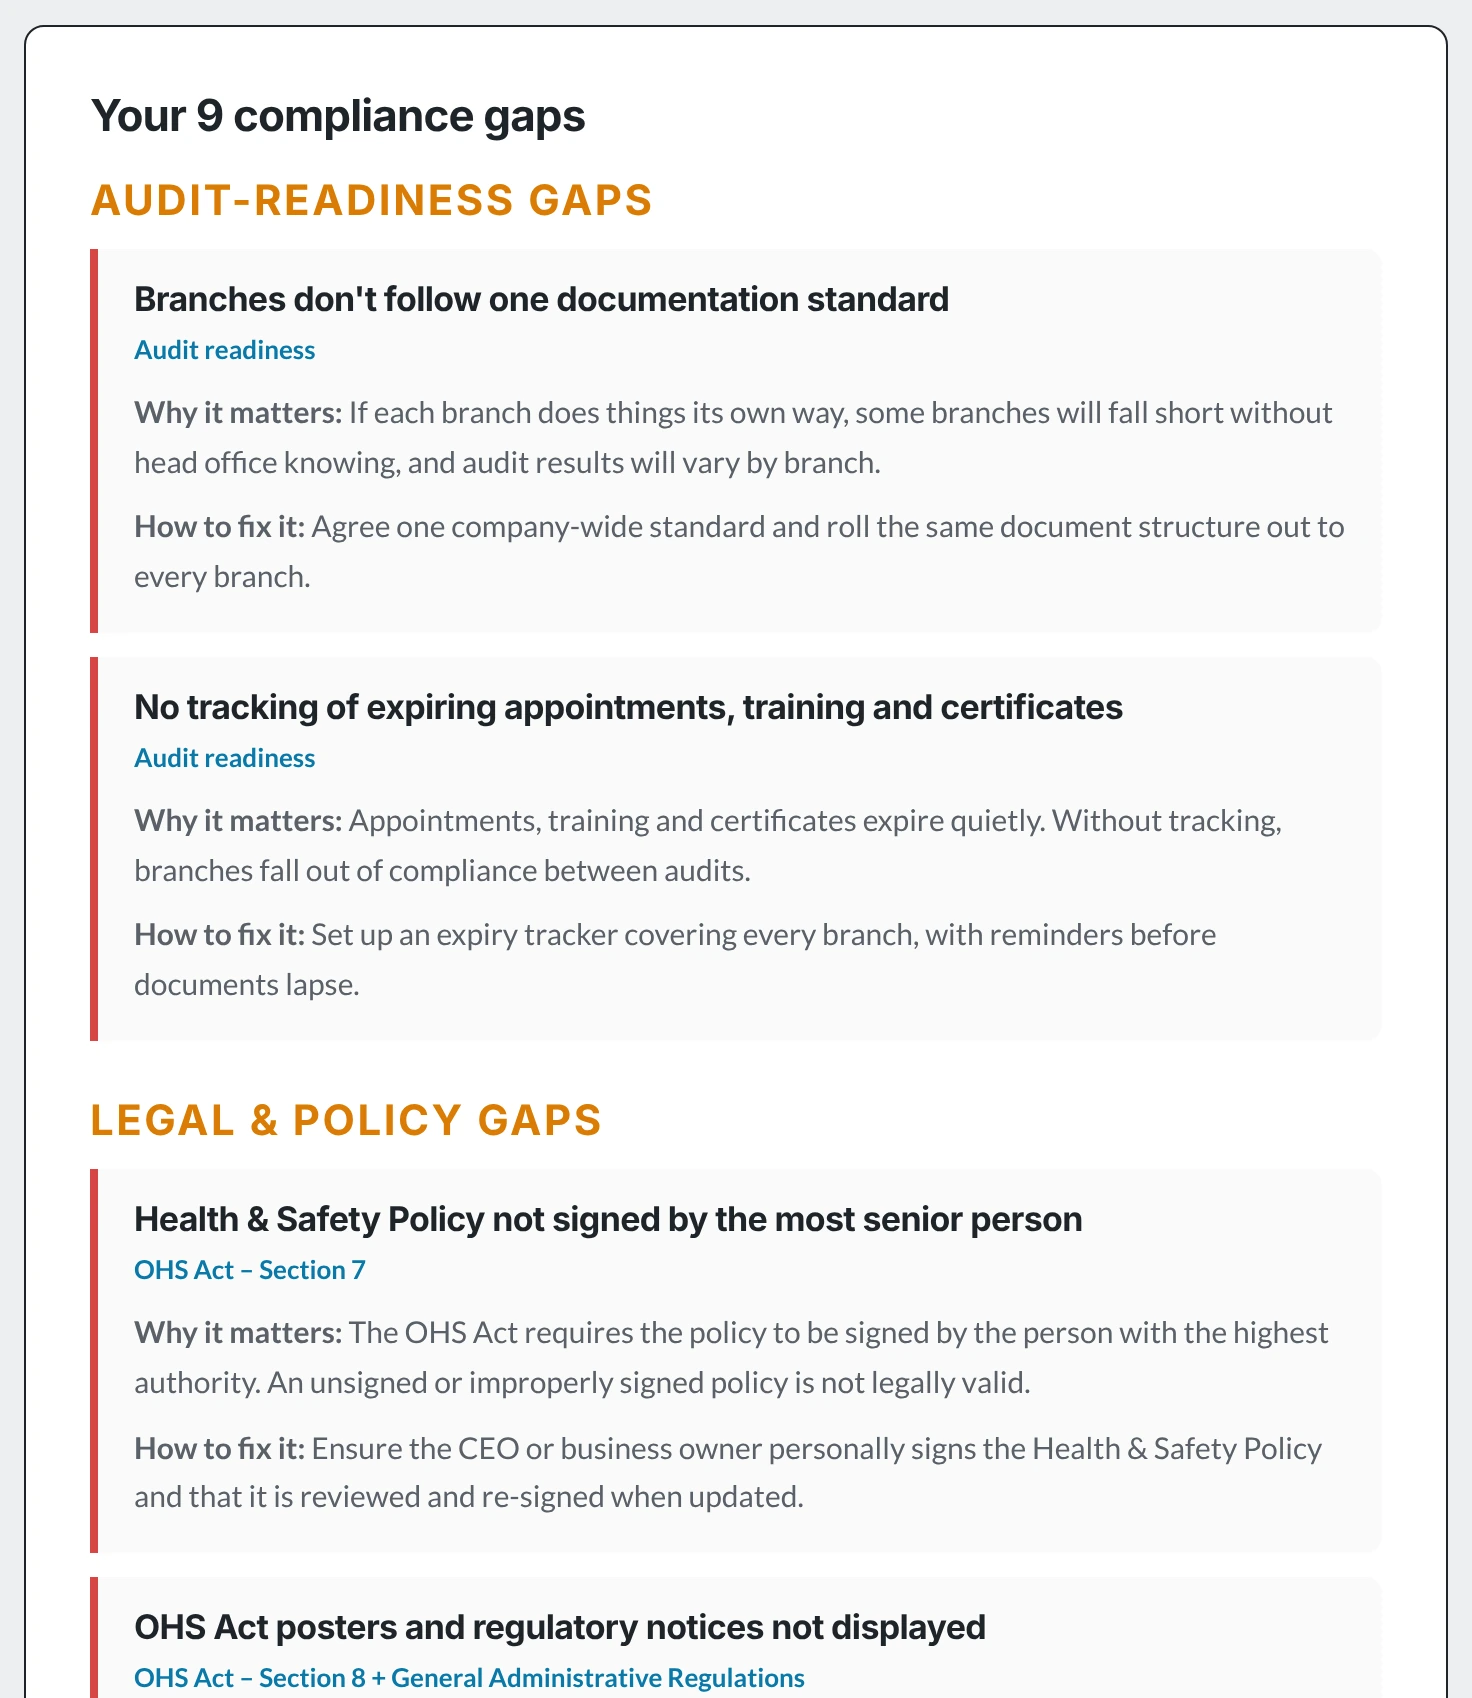 Your 9 compliance gaps
AUDIT-READINESS GAPS
Branches don't follow one documentation standard
Audit readiness
Why it matters: If each branch does things its own way, some branches will fall short without
head office knowing, and audit results will vary by branch.
How to fix it: Agree one company-wide standard and roll the same document structure out to
every branch.
No tracking of expiring appointments, training and certificates
Audit readiness
Why it matters: Appointments, training and certificates expire quietly. Without tracking,
branches fall out of compliance between audits.
How to fix it: Set up an expiry tracker covering every branch, with reminders before
documents lapse.
LEGAL & POLICY GAPS
Health & Safety Policy not signed by the most senior person
OHS Act – Section 7
Why it matters: The OHS Act requires the policy to be signed by the person with the highest
authority. An unsigned or improperly signed policy is not legally valid.
How to fix it: Ensure the CEO or business owner personally signs the Health & Safety Policy
and that it is reviewed and re-signed when updated.
OHS Act posters and regulatory notices not displayed
OHS Act – Section 8 + General Administrative Regulations